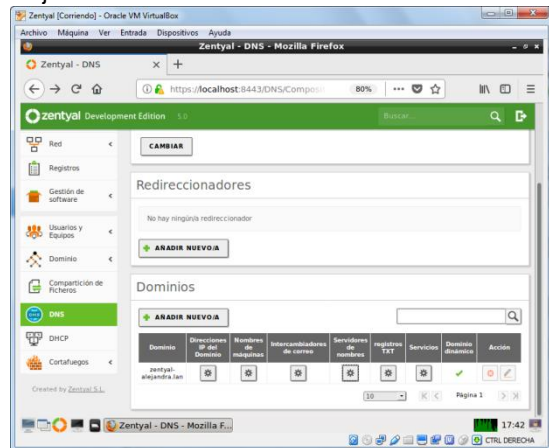 Zentyal [Corriendo] - Oracle VM VirtualBox
Archivo Máquina Ver Entrada Dispositivos Ayuda
Zentyal - DNS - Mozilla Firefox
Zentyal - DNS
https://localhost:8443/DNS/Compos 80%
zentyal Development Edition 5.0 Buscar...
Red
CAMBIAR
Registros
Gestión de software
Redireccionadores
No hay ningún/a redireccionador
Usuarios y Equipos
AÑADIR NUEVO/A
Dominio
Compartición de Ficheros
Dominios
DNS
AÑADIR NUEVO/A
DHCP
Dominio Direcciones IP del Dominio Nombres de máquinas Intercambiadores de correo Servidores de nombres registros TXT Servicios Dominio dinámico Acción
Cortafuegos
zentyal-alejandra.lan
Created by Zentyal S.L.
10 Página 1
Zentyal - DNS - Mozilla F... 17:42
CTRL DERECHA